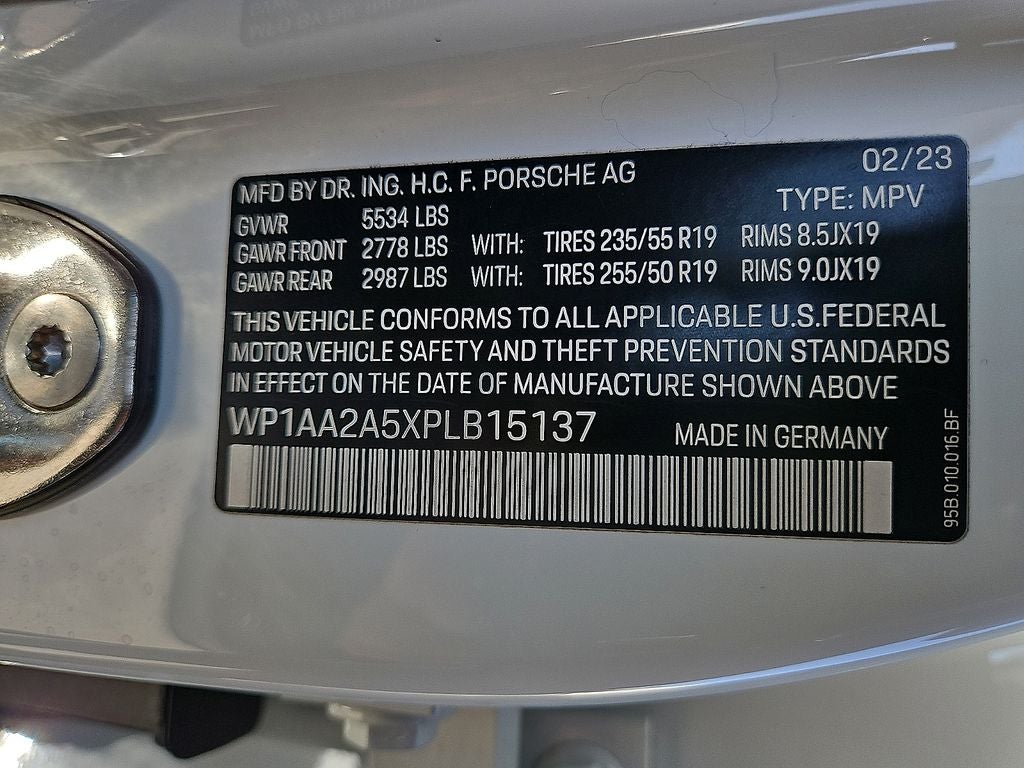 MFD BY DR. ING. H.C. F. PORSCHE AG 02/23
TYPE: MPV
GVWR 5534 LBS
GAWR FRONT 2778 LBS WITH: TIRES 235/55 R19 RIMS 8.5JX19
GAWR REAR 2987 LBS WITH: TIRES 255/50 R19 RIMS 9.0JX19
THIS VEHICLE CONFORMS TO ALL APPLICABLE U.S.FEDERAL
MOTOR VEHICLE SAFETY AND THEFT PREVENTION STANDARDS
IN EFFECT ON THE DATE OF MANUFACTURE SHOWN ABOVE
WP1AA2A5XPLB15137 MADE IN GERMANY
95B.010.016.BF